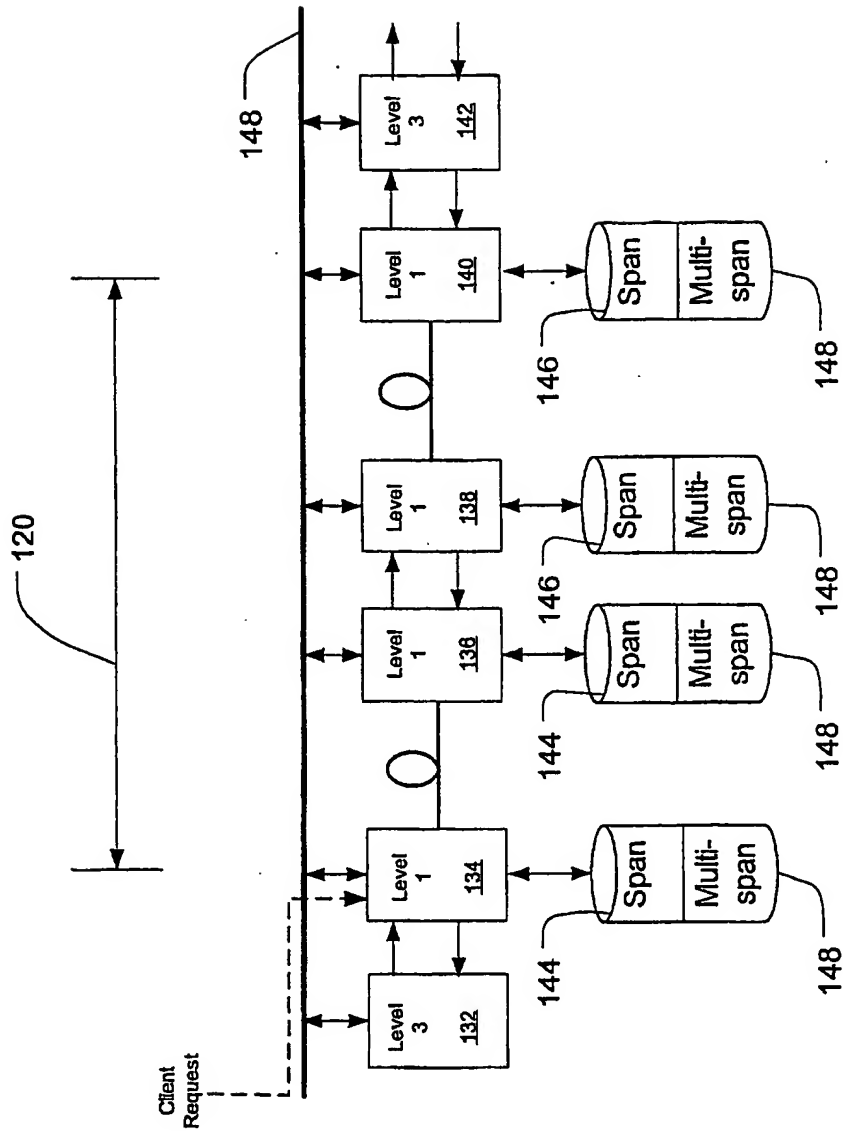 120
148
Client
Request
Level
3
132
Level
1
134
Level
1
136
Level
1
138
Level
1
140
Level
3
142
144
Span
Multi-
span
148
144
Span
Multi-
span
148
146
Span
Multi-
span
148
146
Span
Multi-
span
148